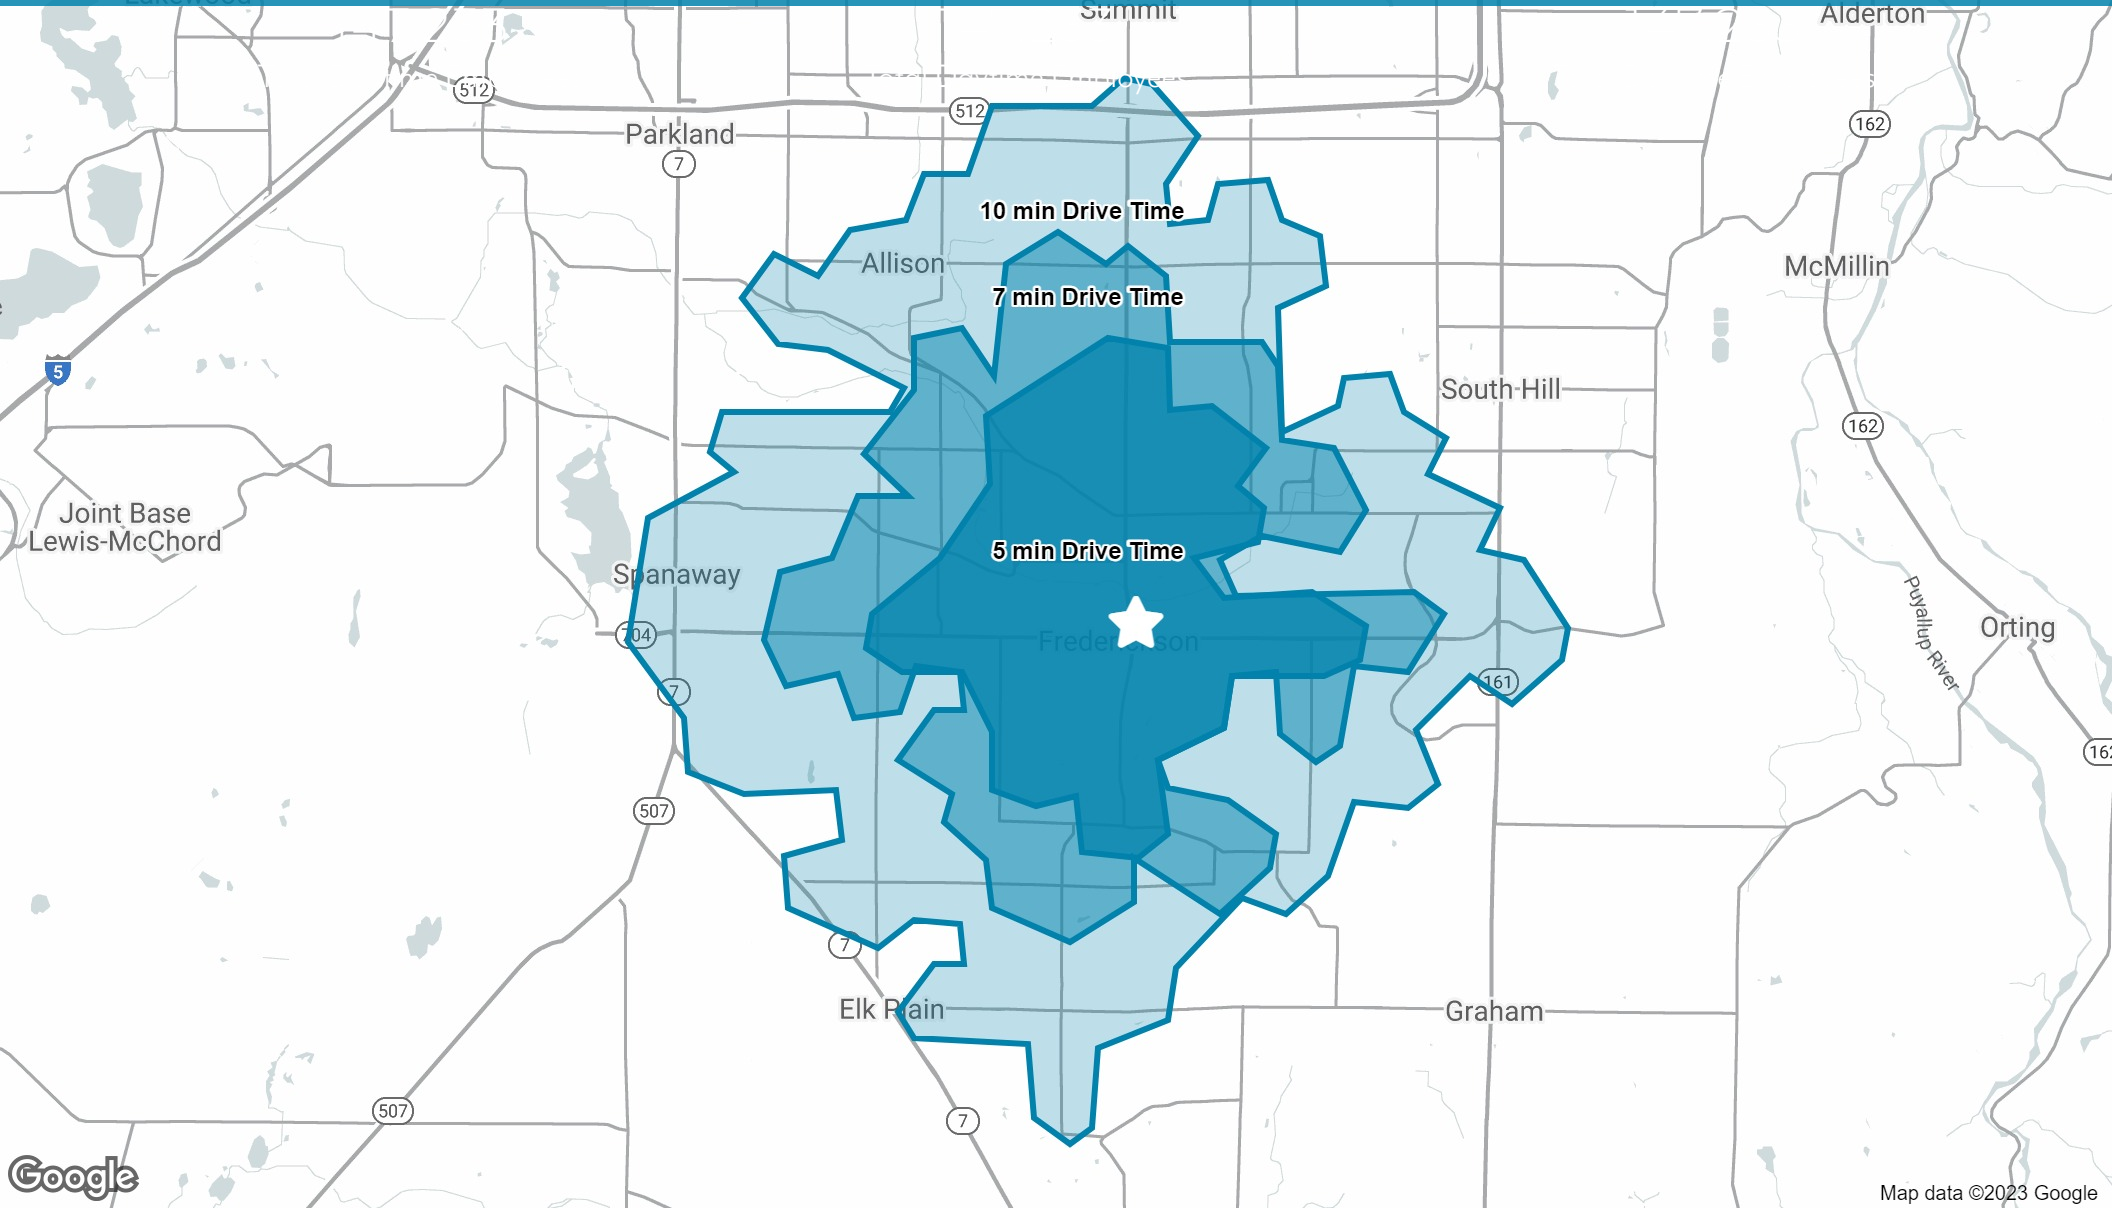 Summit
Alderton
512
512
162
Parkland
7
10 min Drive Time
Allison
McMillin
7 min Drive Time
5
South Hill
162
Joint Base
Lewis-McChord
5 min Drive Time
Spanaway
Puyallup River
704
Orting
7
161
162
507
7
Elk Plain
Graham
507
7
Google
Map data ©2023 Google